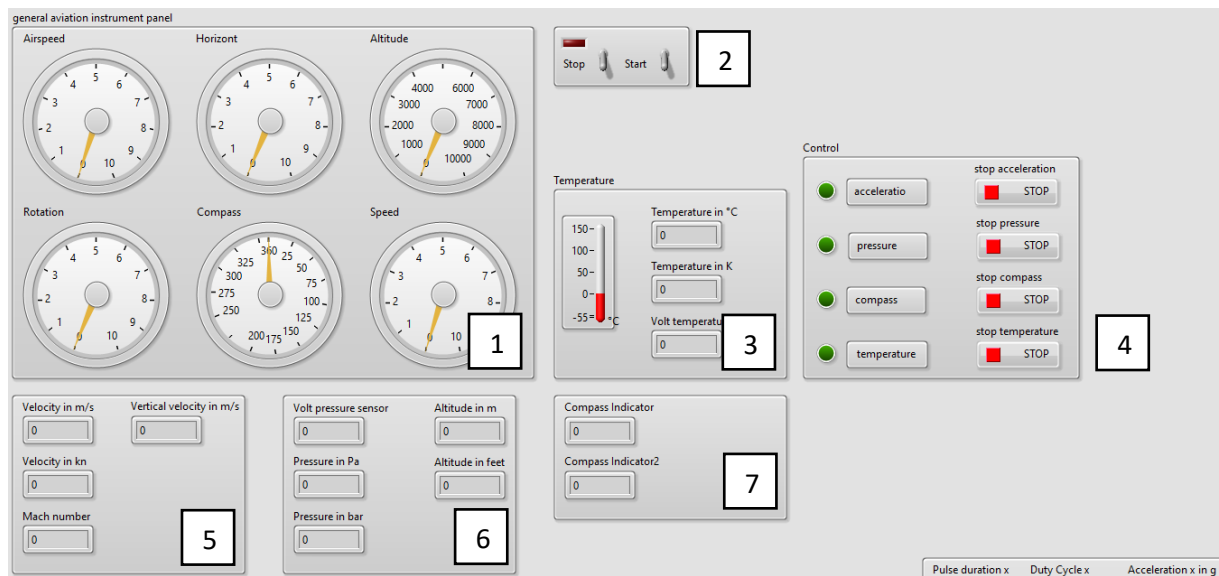 general aviation instrument panel
Airspeed Horizont Altitude
0 1 2 3 4 5 6 7 8 9 10
0 1 2 3 4 5 6 7 8 9 10
0 1000 2000 3000 4000 6000 7000 8000 9000 10000
Rotation Compass Speed
0 1 2 3 4 5 6 7 8 9 10
360 25 50 75 100 125 150 175 200 250 275 300 325
0 1 2 3 4 5 6 7 8 10
1
Stop Start
2
Temperature
150
100
50
0
-55
°C
Temperature in °C
0
Temperature in K
0
Volt temperatu
0
3
Control
acceleratio
stop acceleration
STOP
pressure
stop pressure
STOP
compass
stop compass
STOP
temperature
stop temperature
STOP
4
Velocity in m/s Vertical velocity in m/s
0 0
Velocity in kn
0
Mach number
0
5
Volt pressure sensor Altitude in m
0 0
Pressure in Pa Altitude in feet
0 0
Pressure in bar
0
6
Compass Indicator
0
Compass Indicator2
0
7
Pulse duration x Duty Cycle x Acceleration x in g